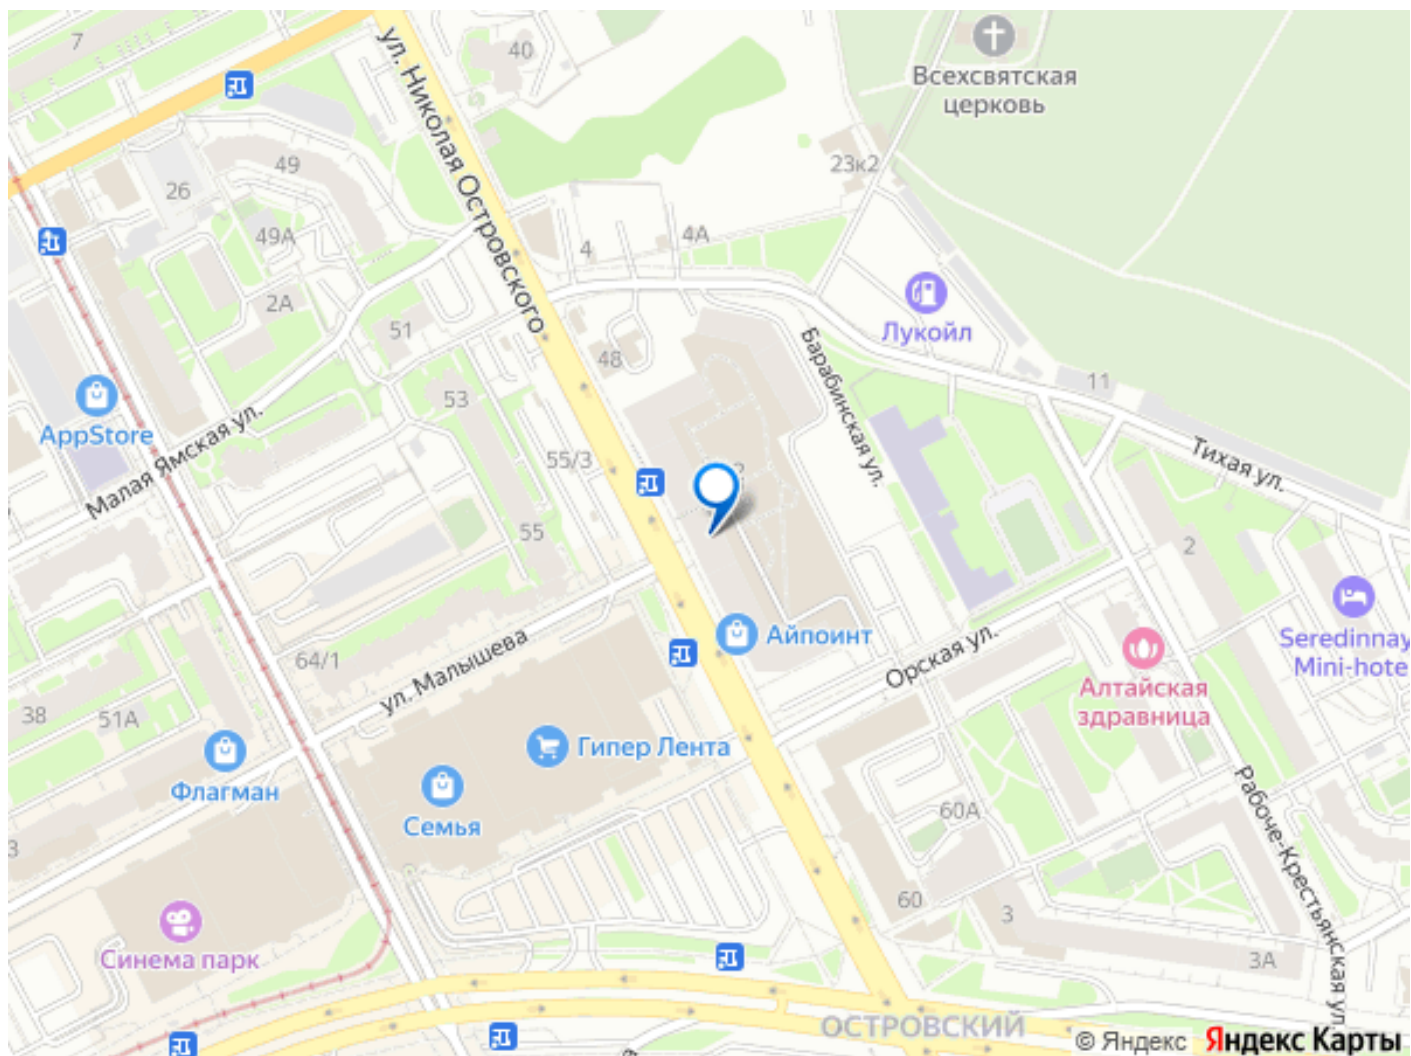 7
40
ул. Николая Островского
Всехсвятская
церковь
23к2
49
26
49А
4
4А
2А
51
48
Лукойл
Барабинская ул.
11
53
AppStore
Малая Ямская ул.
55/3
Тихая ул.
55
2
64/1
ул. Малышева
Айпоинт
Орская ул.
Seredinnay
Mini-hote
Алтайская
здравница
38
51А
Гипер Лента
Флагман
Семья
3
60А
Рабоче-Крестьянская ул.
60
3
3А
Синема парк
ОСТРОВСКИЙ
© Яндекс
Яндекс Карты